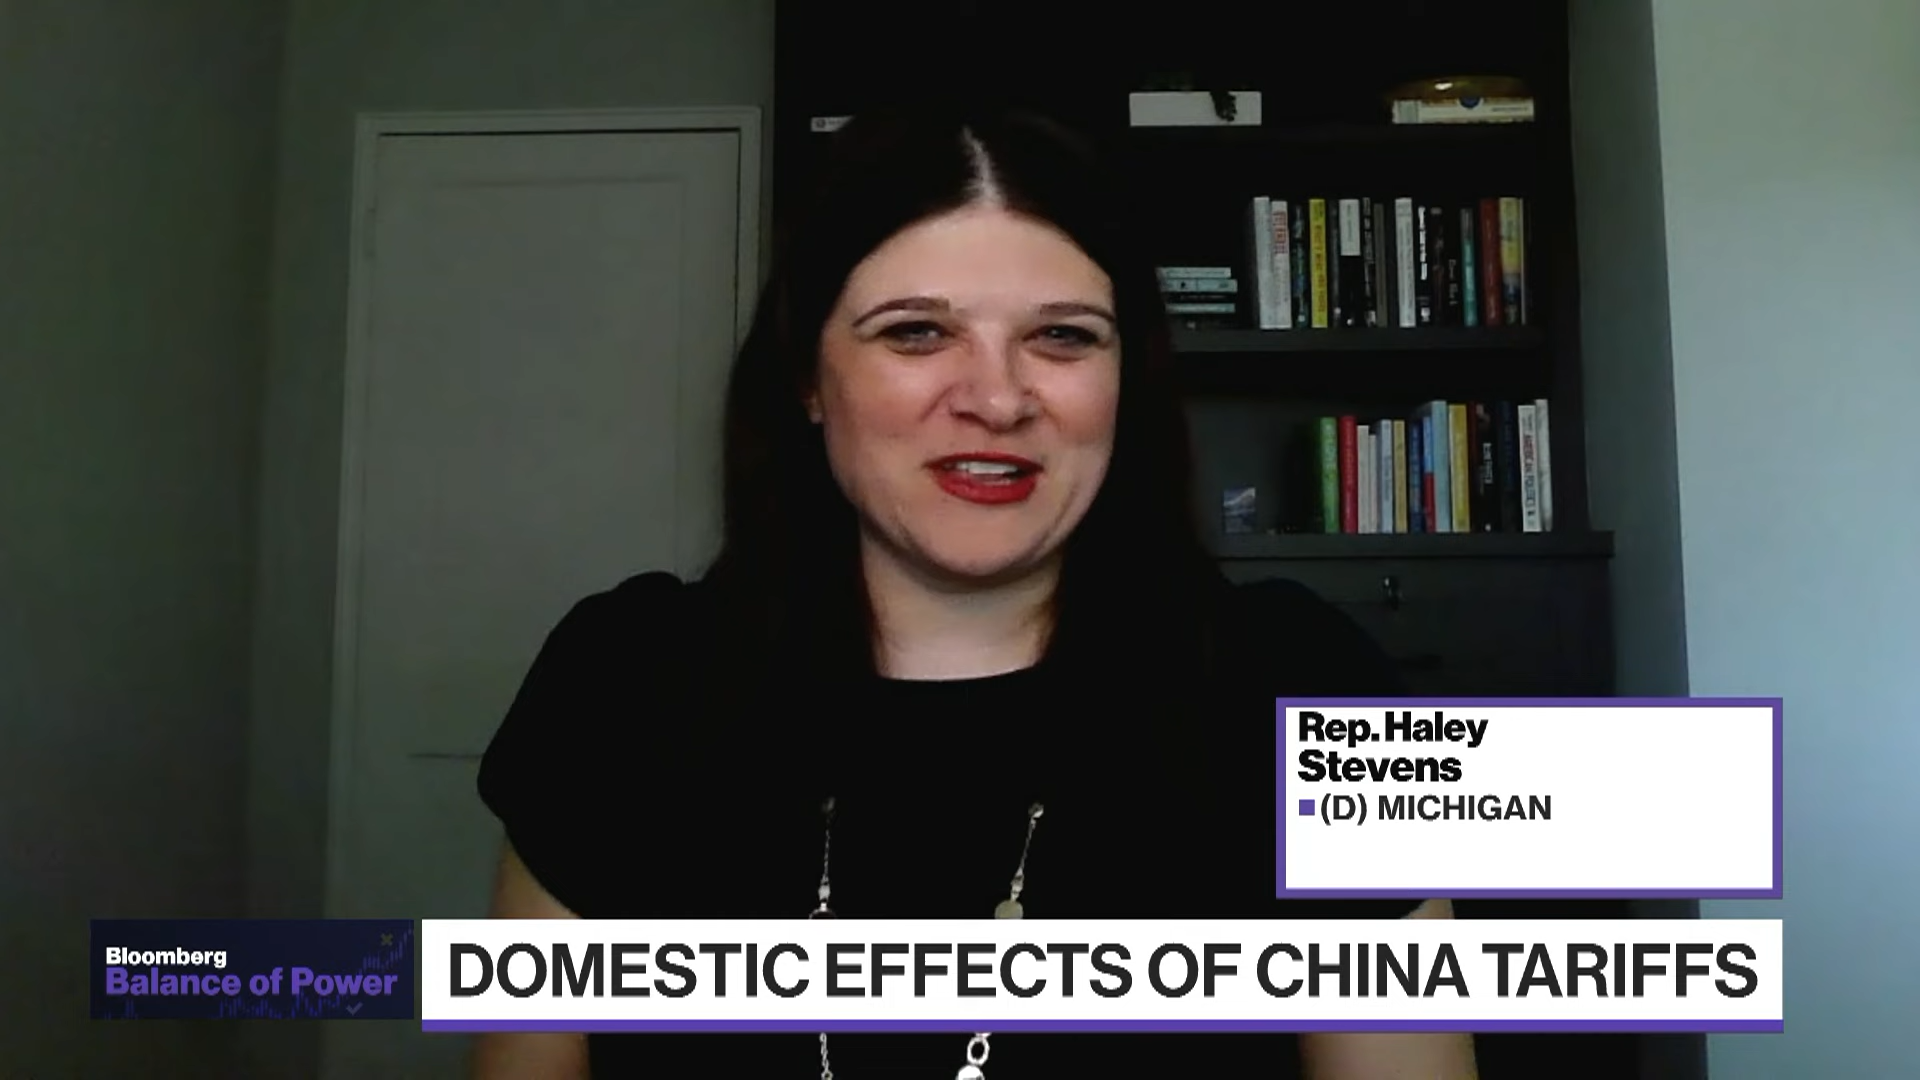 Rep. Haley
Stevens
(D) MICHIGAN
Bloomberg
Balance of Power
DOMESTIC EFFECTS OF CHINA TARIFFS